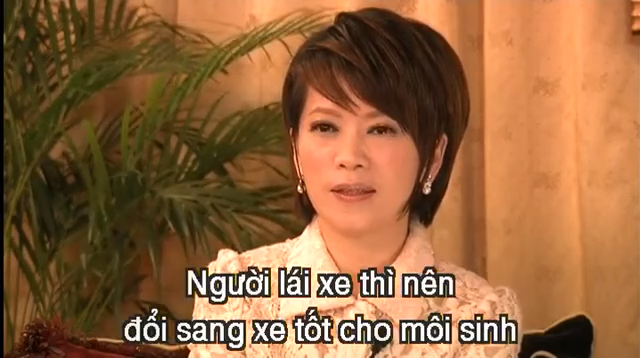 Người lái xe thì nên
đổi sang xe tốt cho môi sinh